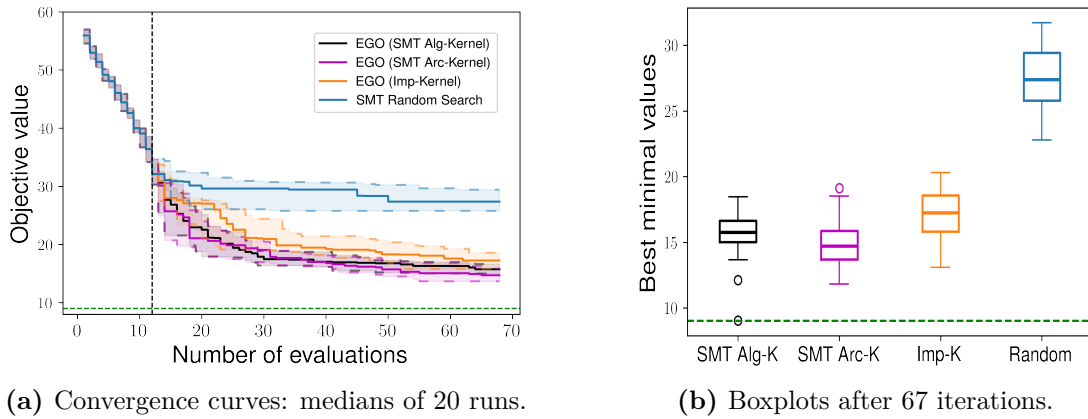 60
50
40
30
20
10
0
10
20
30
40
50
60
70
Objective value
Number of evaluations
EGO (SMT Alg-Kernel)
EGO (SMT Arc-Kernel)
EGO (Imp-Kernel)
SMT Random Search
(a) Convergence curves: medians of 20 runs.
30
25
20
15
10
Best minimal values
SMT Alg-K
SMT Arc-K
Imp-K
Random
(b) Boxplots after 67 iterations.